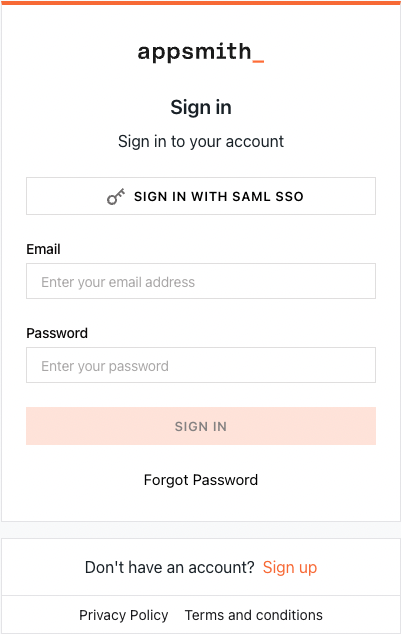 appsmith_
Sign in
Sign in to your account
SIGN IN WITH SAML SSO
Email
Enter your email address
Password
Enter your password
SIGN IN
Forgot Password
Don't have an account? Sign up
Privacy Policy Terms and conditions